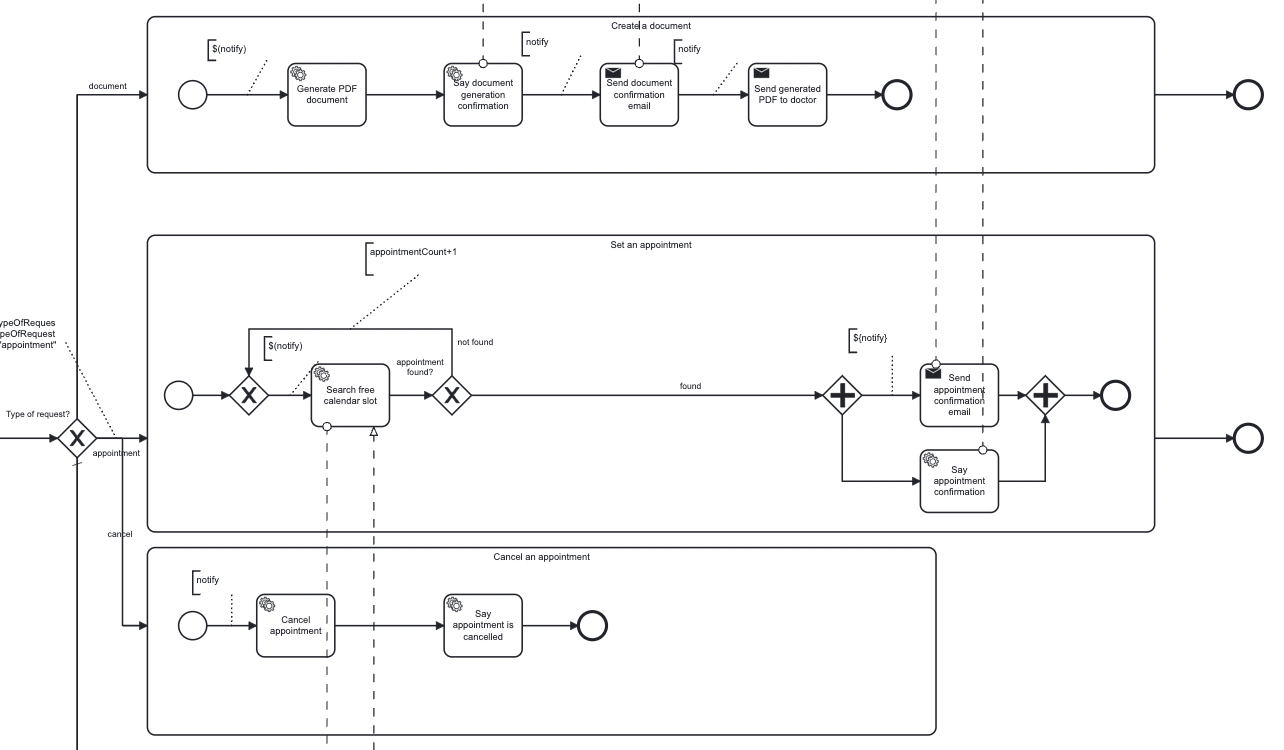 Create a document
$(notify)
notify
notify
document
Generate PDF
document
Say document
generation
confirmation
Send document
confirmation
email
Send generated
PDF to doctor
Set an appointment
appointmentCount+1
ypeOfReques
peOfRequest
"appointment"
$(notify)
not found
appointment
found?
Search free
calendar slot
found
${notify}
Send
appointment
confirmation
email
Type of request?
appointment
Say
appointment
confirmation
cancel
Cancel an appointment
notify
Cancel
appointment
Say
appointment is
cancelled